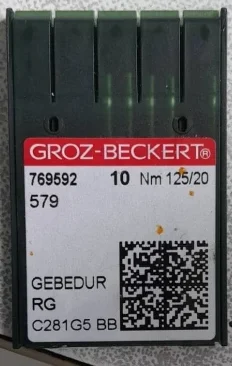 GROZ-BECKERT®
769592 10 Nm 125/20
579
GEBEDUR
RG
C281G5 BB